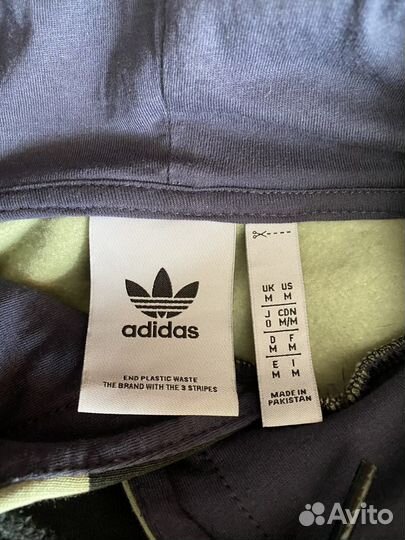 adidas
END PLASTIC WASTE
THE BRAND WITH THE 3 STRIPES
UK US
M M
J CDN
O M/M
D F
M M
E I
M M
MADE IN
PAKISTAN
Avito